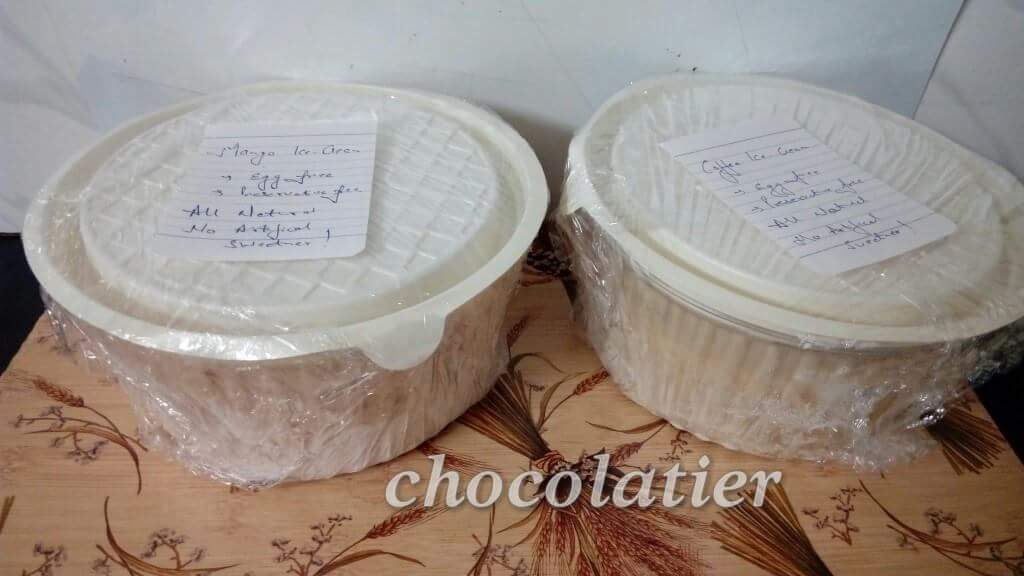 Mango Ice-Cream
→ Egg-free
→ Preservative free
All Natural
No Artificial
Sweetner!
Coffee Ice-Cream
→ Egg-free
→ Preservative free
All Natural
No Artificial
Sweetner!
chocolatier